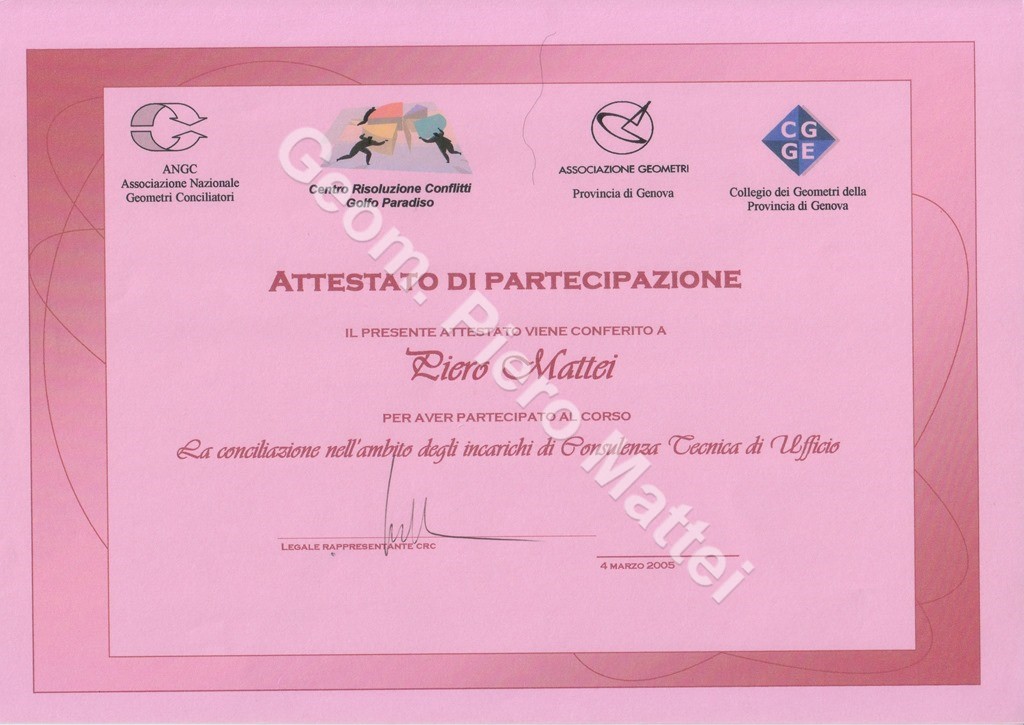 ANGC
Associazione Nazionale
Geometri Conciliatori
Centro Risoluzione Conflitti
Golfo Paradiso
ASSOCIAZIONE GEOMETRI
Provincia di Genova
CG
GE
Collegio dei Geometri della
Provincia di Genova
ATTESTATO DI PARTECIPAZIONE
IL PRESENTE ATTESTATO VIENE CONFERITO A
Piero Mattei
PER AVER PARTECIPATO AL CORSO
La conciliazione nell'ambito degli incarichi di Consulenza Tecnica di Ufficio
LEGALE RAPPRESENTANTE CRC
4 MARZO 2005
Geom. Piero Mattei